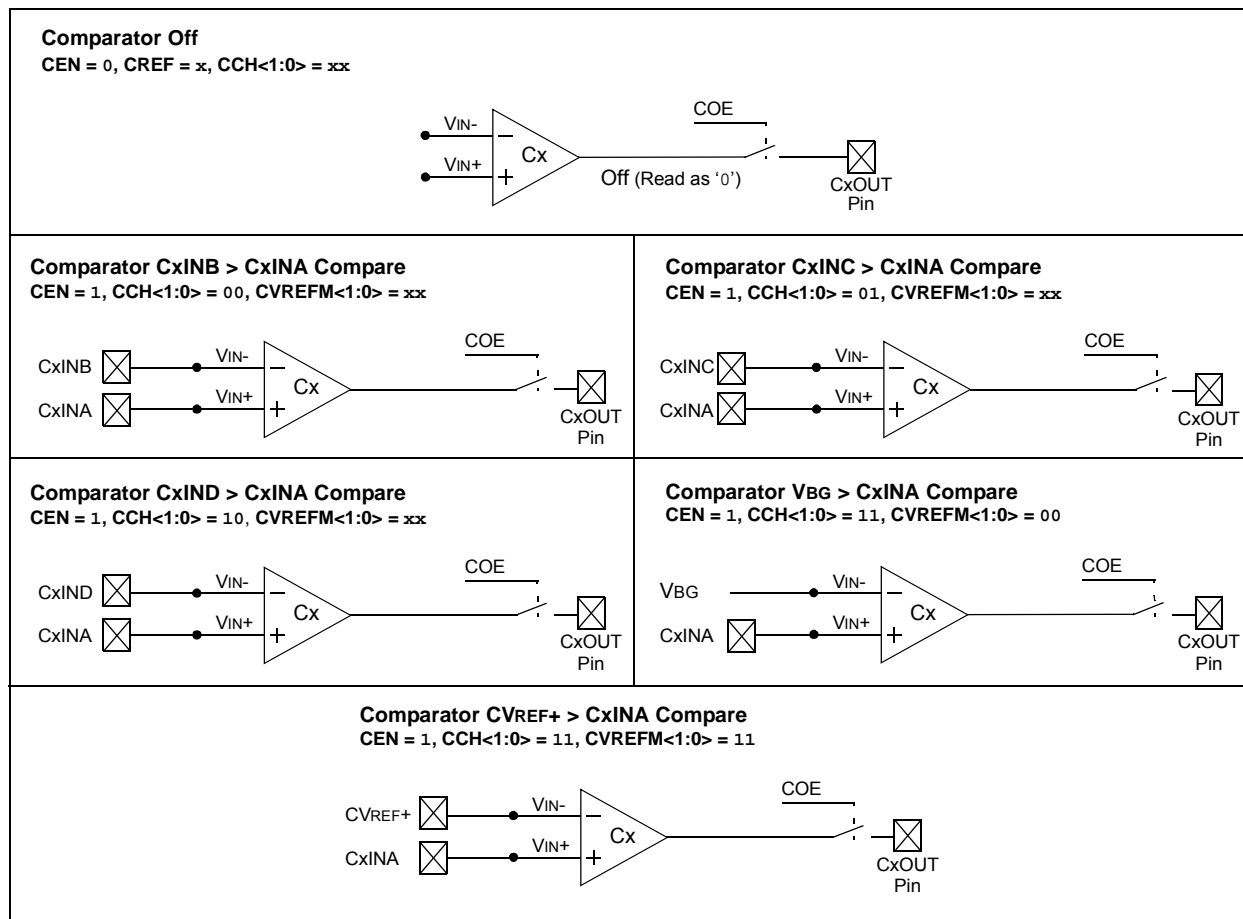 Comparator Off
CEN = 0, CREF = x, CCH<1:0> = xx
COE
VIN-
VIN+
Cx
Off (Read as ‘0’)
CxOUT
Pin
Comparator CxINB > CxINA Compare
CEN = 1, CCH<1:0> = 00, CVREFM<1:0> = xx
COE
CxINB
VIN-
Cx
CxINA
VIN+
CxOUT
Pin
Comparator CxINC > CxINA Compare
CEN = 1, CCH<1:0> = 01, CVREFM<1:0> = xx
COE
CxINC
VIN-
Cx
CxINA
VIN+
CxOUT
Pin
Comparator CxIND > CxINA Compare
CEN = 1, CCH<1:0> = 10, CVREFM<1:0> = xx
COE
CxIND
VIN-
Cx
CxINA
VIN+
CxOUT
Pin
Comparator VBG > CxINA Compare
CEN = 1, CCH<1:0> = 11, CVREFM<1:0> = 00
COE
VBG
VIN-
Cx
CxINA
VIN+
CxOUT
Pin
Comparator CVREF+ > CxINA Compare
CEN = 1, CCH<1:0> = 11, CVREFM<1:0> = 11
COE
CVREF+
VIN-
Cx
CxINA
VIN+
CxOUT
Pin